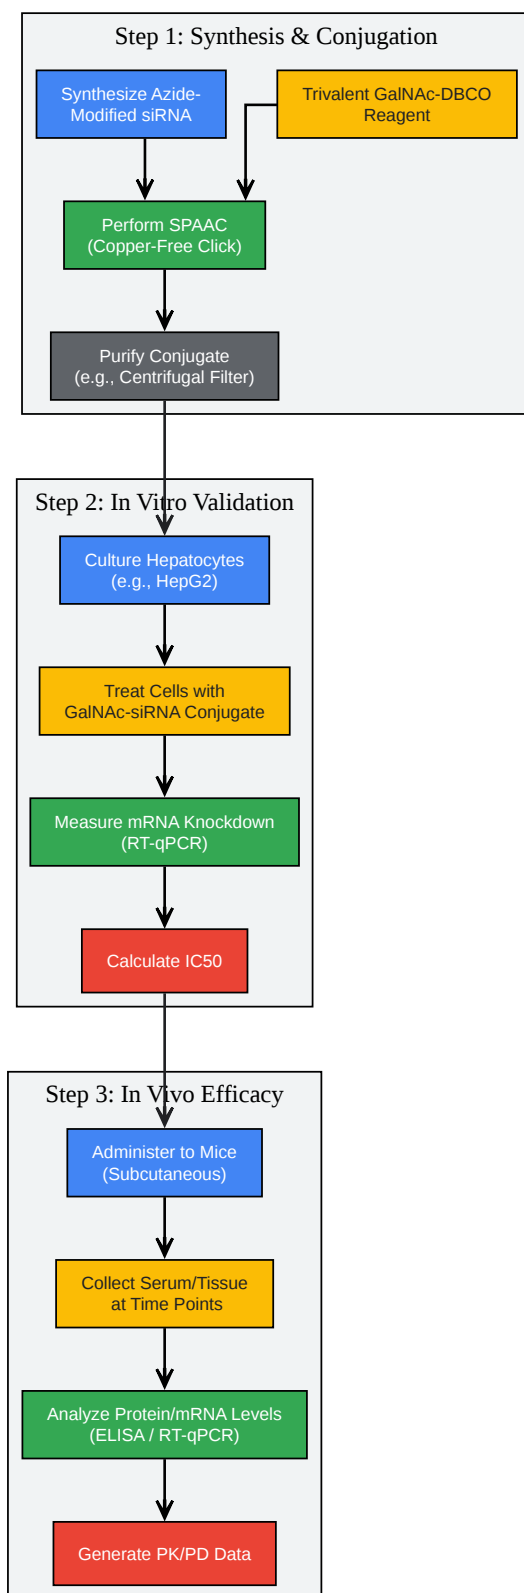 Step 1: Synthesis & Conjugation
Synthesize Azide-
Modified siRNA
Trivalent GalNAc-DBCO
Reagent
Perform SPAAC
(Copper-Free Click)
Purify Conjugate
(e.g., Centrifugal Filter)
Step 2: In Vitro Validation
Culture Hepatocytes
(e.g., HepG2)
Treat Cells with
GalNAc-siRNA Conjugate
Measure mRNA Knockdown
(RT-qPCR)
Calculate IC50
Step 3: In Vivo Efficacy
Administer to Mice
(Subcutaneous)
Collect Serum/Tissue
at Time Points
Analyze Protein/mRNA Levels
(ELISA / RT-qPCR)
Generate PK/PD Data